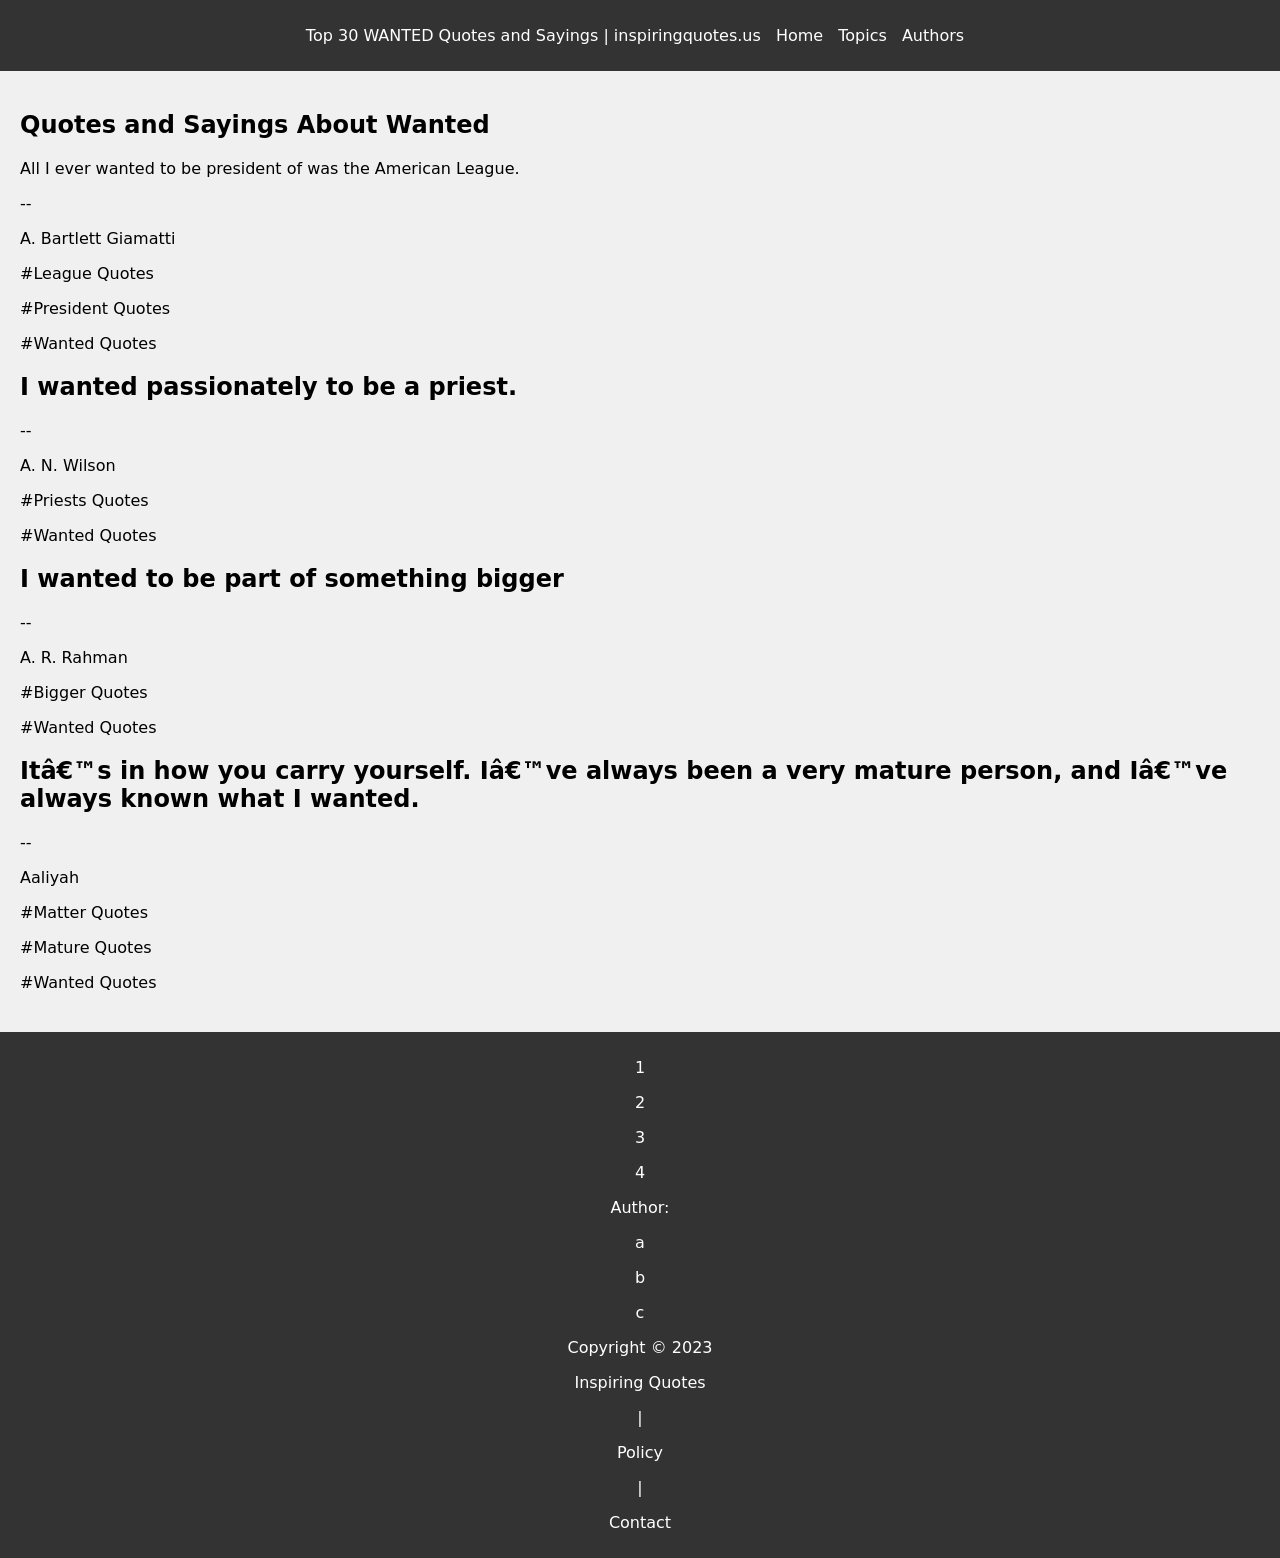 Top 30 WANTED Quotes and Sayings | inspiringquotes.us Home Topics Authors
Quotes and Sayings About Wanted
All I ever wanted to be president of was the American League.
--
A. Bartlett Giamatti
#League Quotes
#President Quotes
#Wanted Quotes
I wanted passionately to be a priest.
--
A. N. Wilson
#Priests Quotes
#Wanted Quotes
I wanted to be part of something bigger
--
A. R. Rahman
#Bigger Quotes
#Wanted Quotes
Itâ€™s in how you carry yourself. Iâ€™ve always been a very mature person, and Iâ€™ve
always known what I wanted.
--
Aaliyah
#Matter Quotes
#Mature Quotes
#Wanted Quotes
1
2
3
4
Author:
a
b
c
Copyright © 2023
Inspiring Quotes
|
Policy
|
Contact